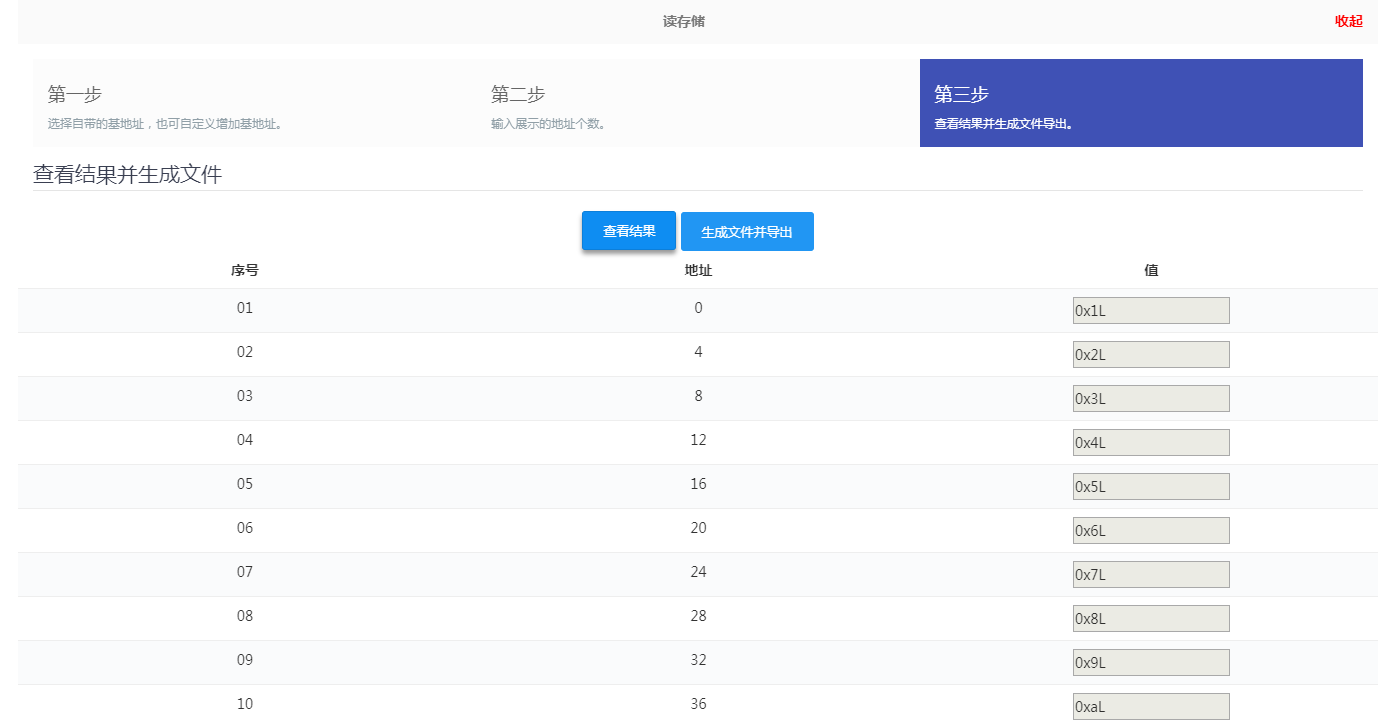 读存储 收起
第一步 第二步 第三步
选择自带的基地址，也可自定义增加基地址。 输入展示的地址个数。 查看结果并生成文件导出。
查看结果并生成文件
查看结果 生成文件并导出
序号 地址 值
01 0 0x1L
02 4 0x2L
03 8 0x3L
04 12 0x4L
05 16 0x5L
06 20 0x6L
07 24 0x7L
08 28 0x8L
09 32 0x9L
10 36 0xaL